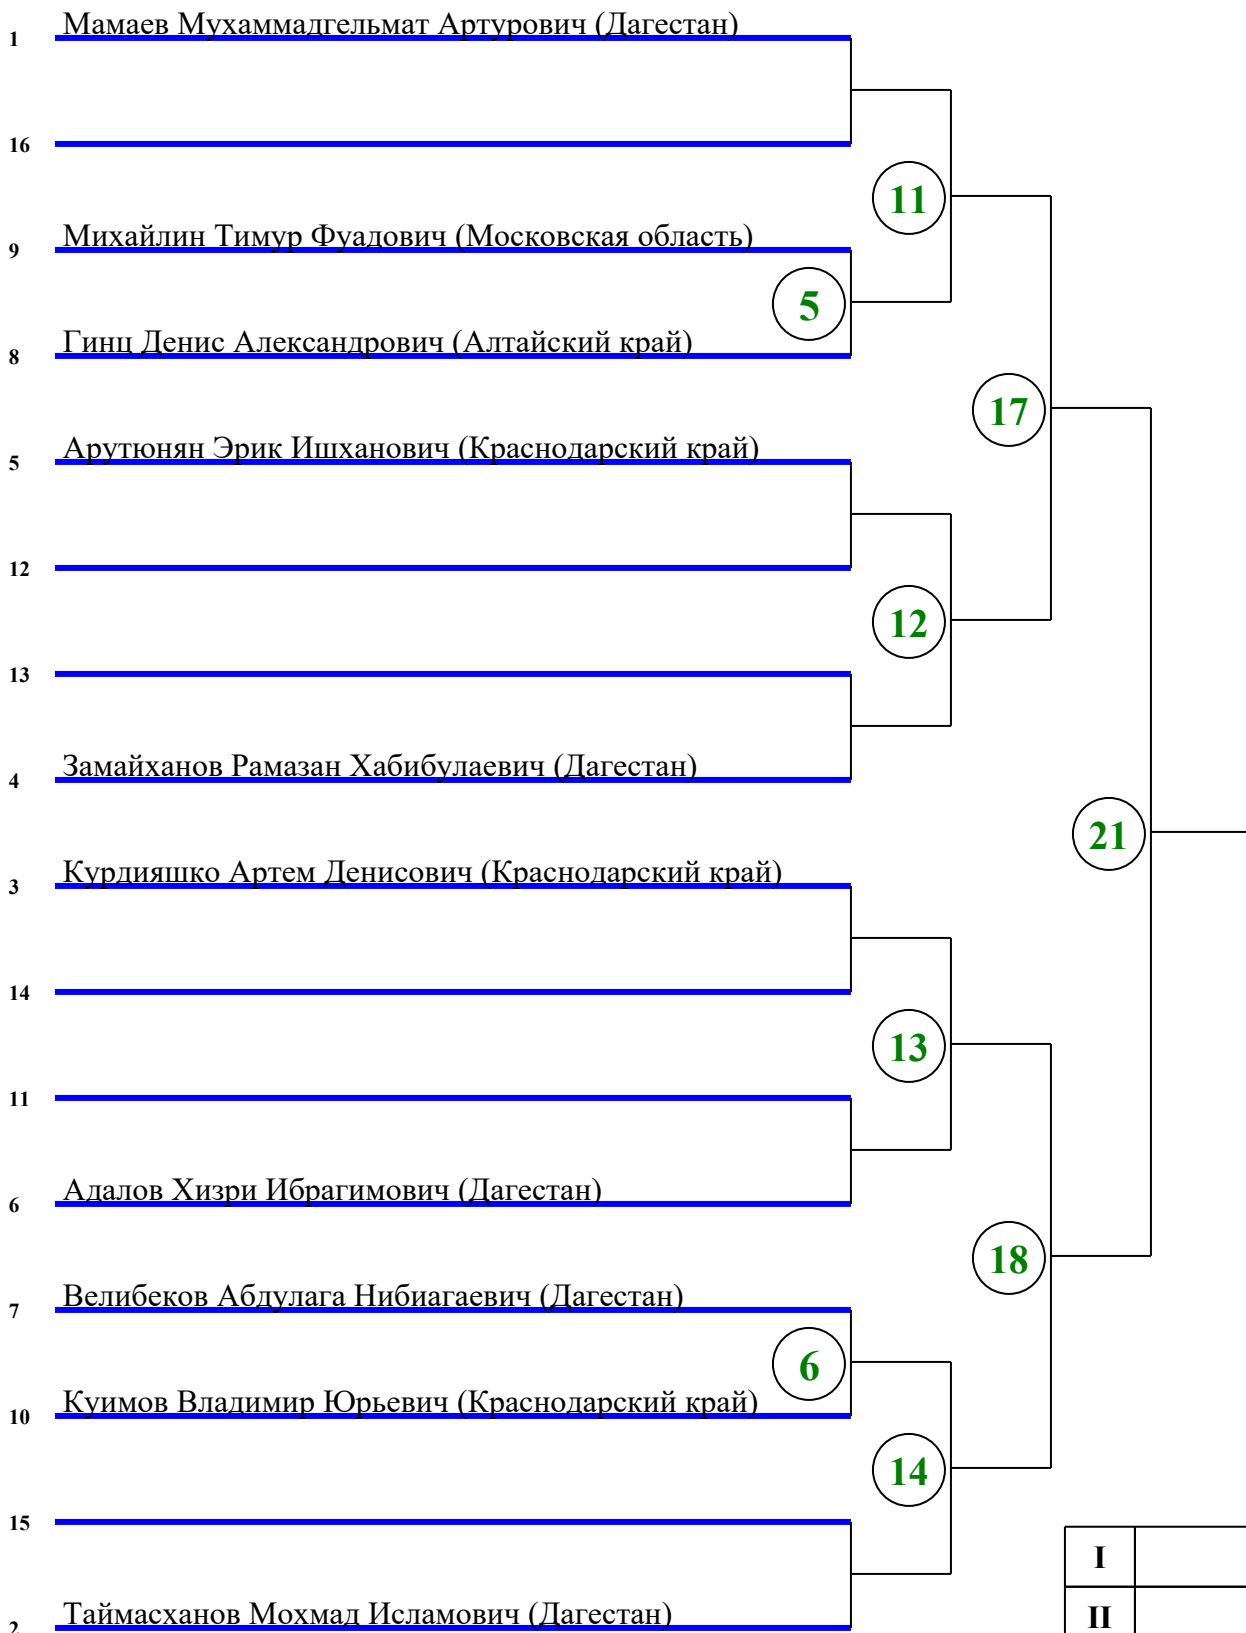 1 Мамаев Мухаммадгельмат Артурович (Дагестан)
16
11
9 Михайлин Тимур Фуадович (Московская область)
5
8 Гинц Денис Александрович (Алтайский край)
17
5 Арутюнян Эрик Ишханович (Краснодарский край)
12
12
13
4 Замайханов Рамазан Хабибулаевич (Дагестан)
21
3 Курдияшко Артем Денисович (Краснодарский край)
14
13
11
6 Адалов Хизри Ибрагимович (Дагестан)
18
7 Велибеков Абдулага Нибиагаевич (Дагестан)
6
10 Куимов Владимир Юрьевич (Краснодарский край)
14
15
I
2 Таймасханов Мохмад Исламович (Дагестан)
II